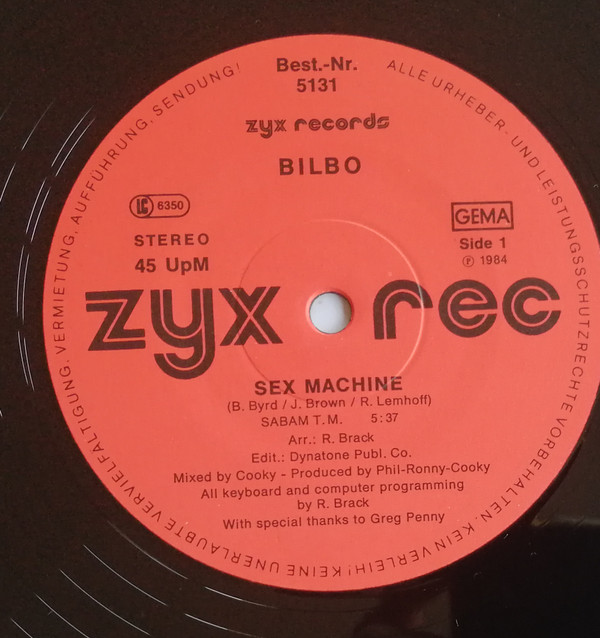 Best.-Nr.
5131
zyx records
BILBO
LC 6350
STEREO
45 UpM
GEMA
Side 1
Ⓟ 1984
zyx rec
SEX MACHINE
(B. Byrd / J. Brown / R. Lemhoff)
SABAM T. M. 5:37
Arr.: R. Brack
Edit.: Dynatone Publ. Co.
Mixed by Cooky - Produced by Phil-Ronny-Cooky
All keyboard and computer programming
by R. Brack
With special thanks to Greg Penny
ALLE URHEBER- UND LEISTUNGSSCHUTZRECHTE VORBEHALTEN. KEIN VERLEIH! KEINE UNERLAUBTE VERVIELFALTIGUNG, VERMIETUNG, AUFFÜHRUNG, SENDUNG!